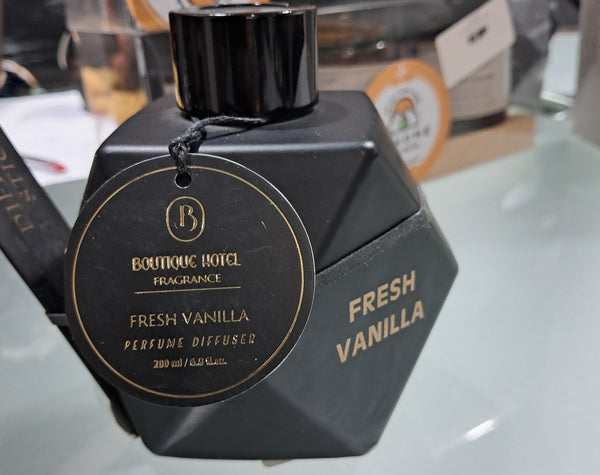 B
BOUTIQUE HOTEL
FRAGRANCE
FRESH VANILLA
PERFUME DIFFUSER
200 ml / 6.8 fl.oz.
FRESH
VANILLA